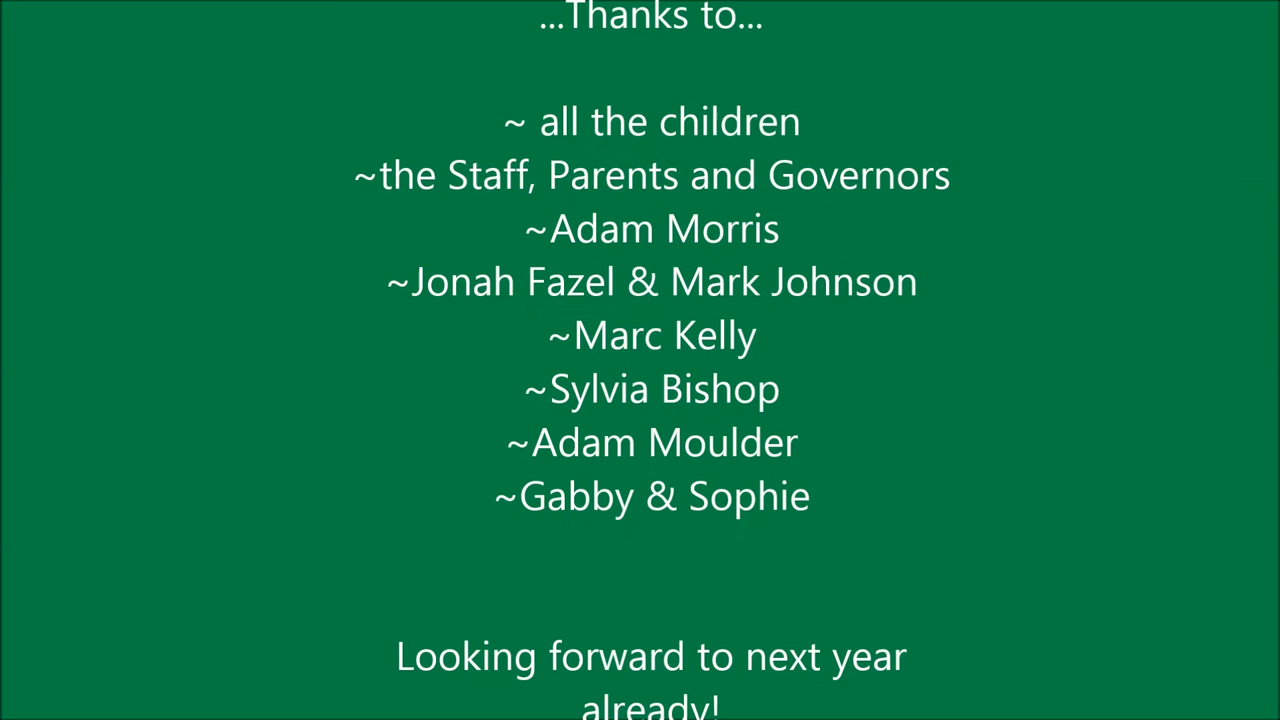 ...Thanks to...
~ all the children
~the Staff, Parents and Governors
~Adam Morris
~Jonah Fazel & Mark Johnson
~Marc Kelly
~Sylvia Bishop
~Adam Moulder
~Gabby & Sophie
Looking forward to next year
already!